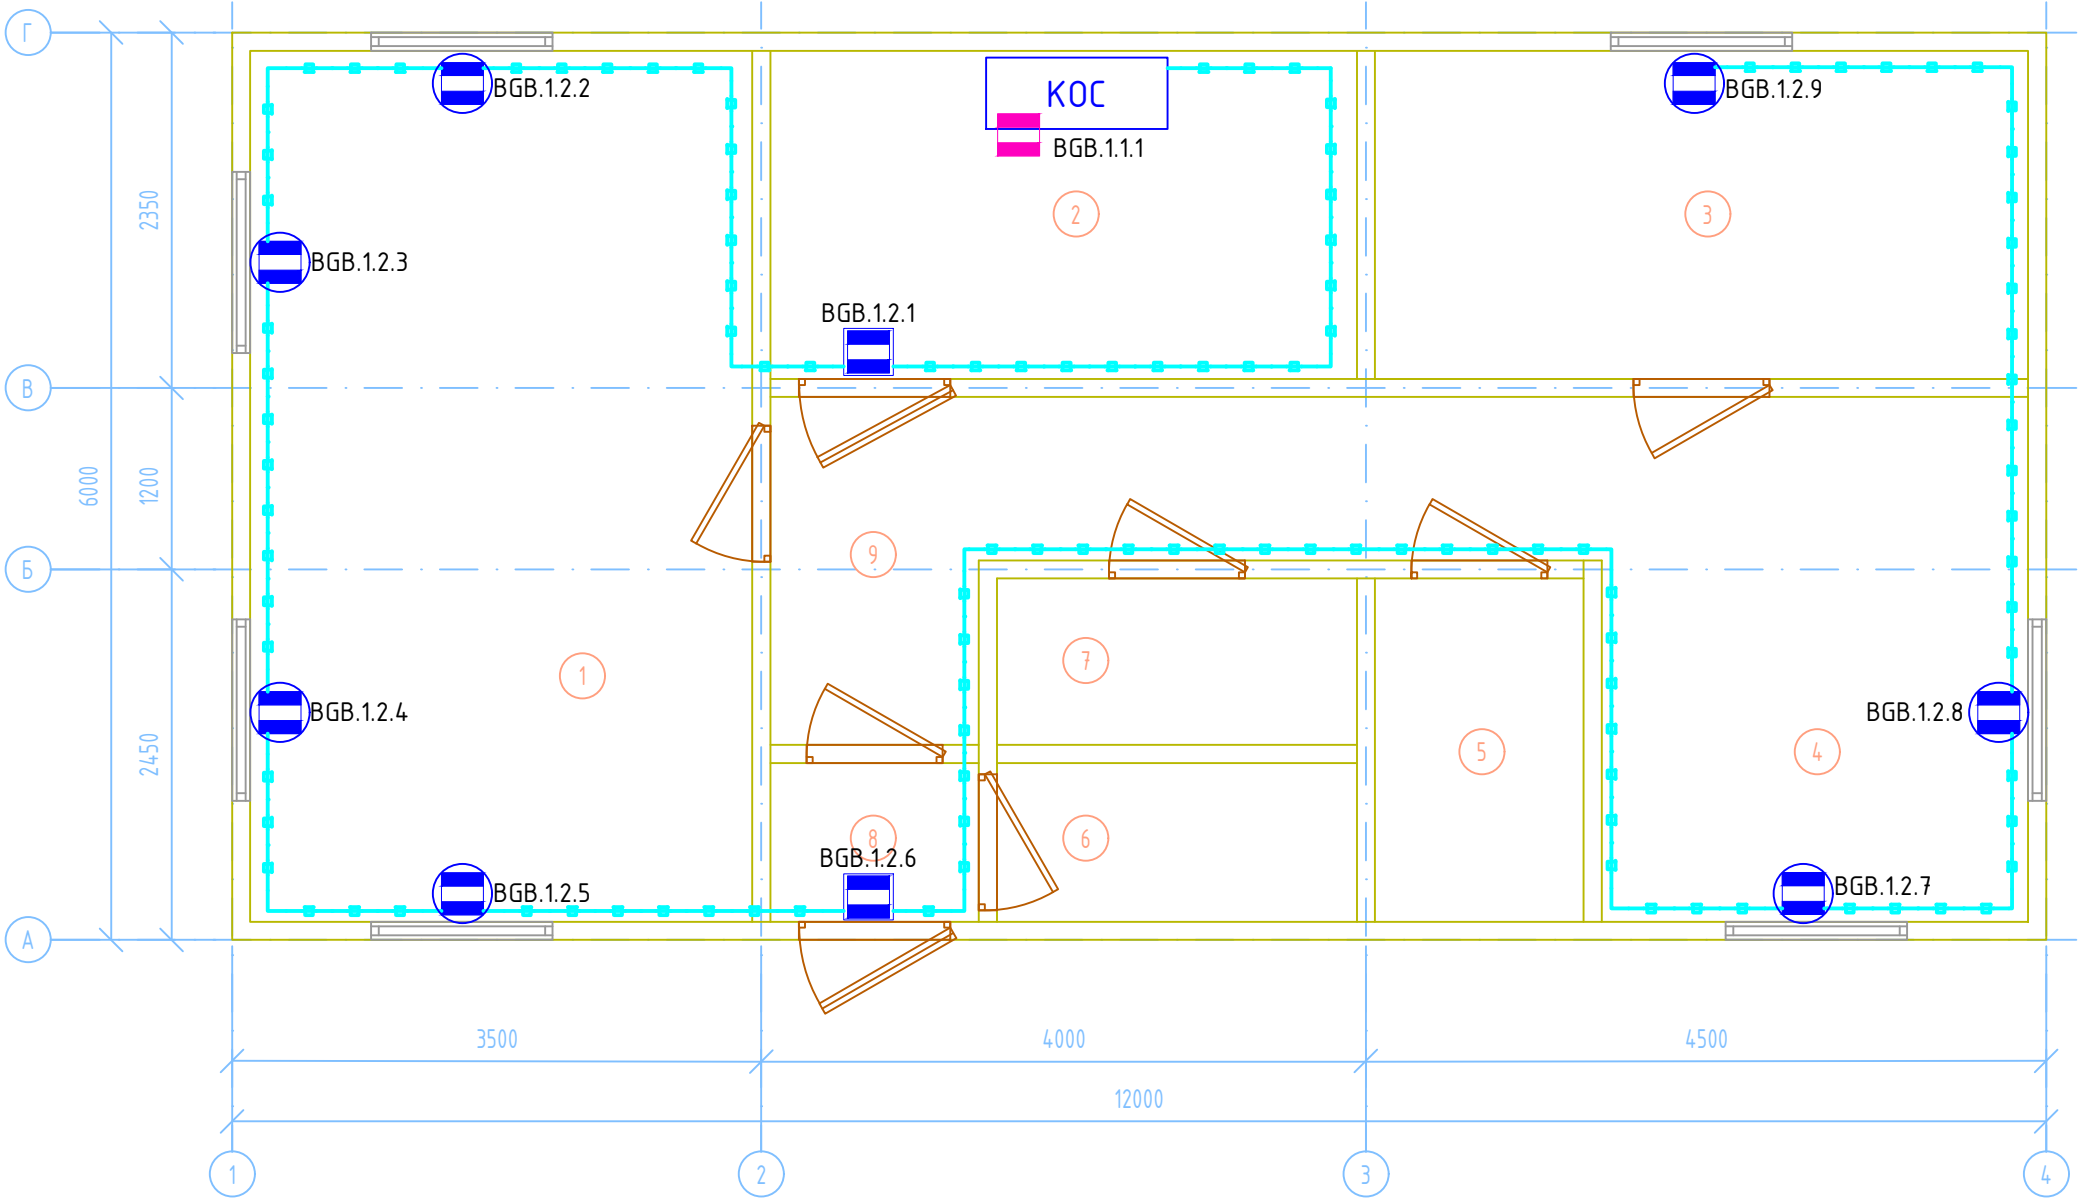 Г
BGB.1.2.2
КОС
BGB.1.2.9
BGB.1.1.1
2350
2
3
BGB.1.2.3
BGB.1.2.1
В
6000
1200
9
Б
7
1
BGB.1.2.4
BGB.1.2.8
2450
5
4
8
6
BGB.1.2.6
BGB.1.2.5
BGB.1.2.7
А
3500
4000
4500
12000
1
2
3
4